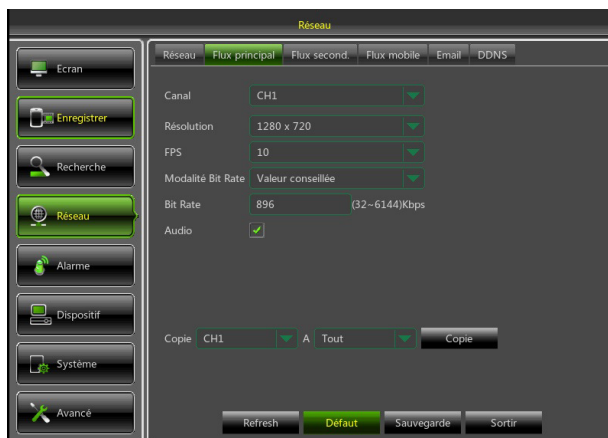 Réseau
Ecran
Enregistrer
Recherche
Réseau
Alarme
Dispositif
Système
Avancé
Réseau Flux principal Flux second. Flux mobile Email DDNS
Canal CH1
Résolution 1280 x 720
FPS 10
Modalité Bit Rate Valeur conseillée
Bit Rate 896 (32~6144)Kbps
Audio
Copie CH1 A Tout Copie
Refresh Défaut Sauvegarde Sortir